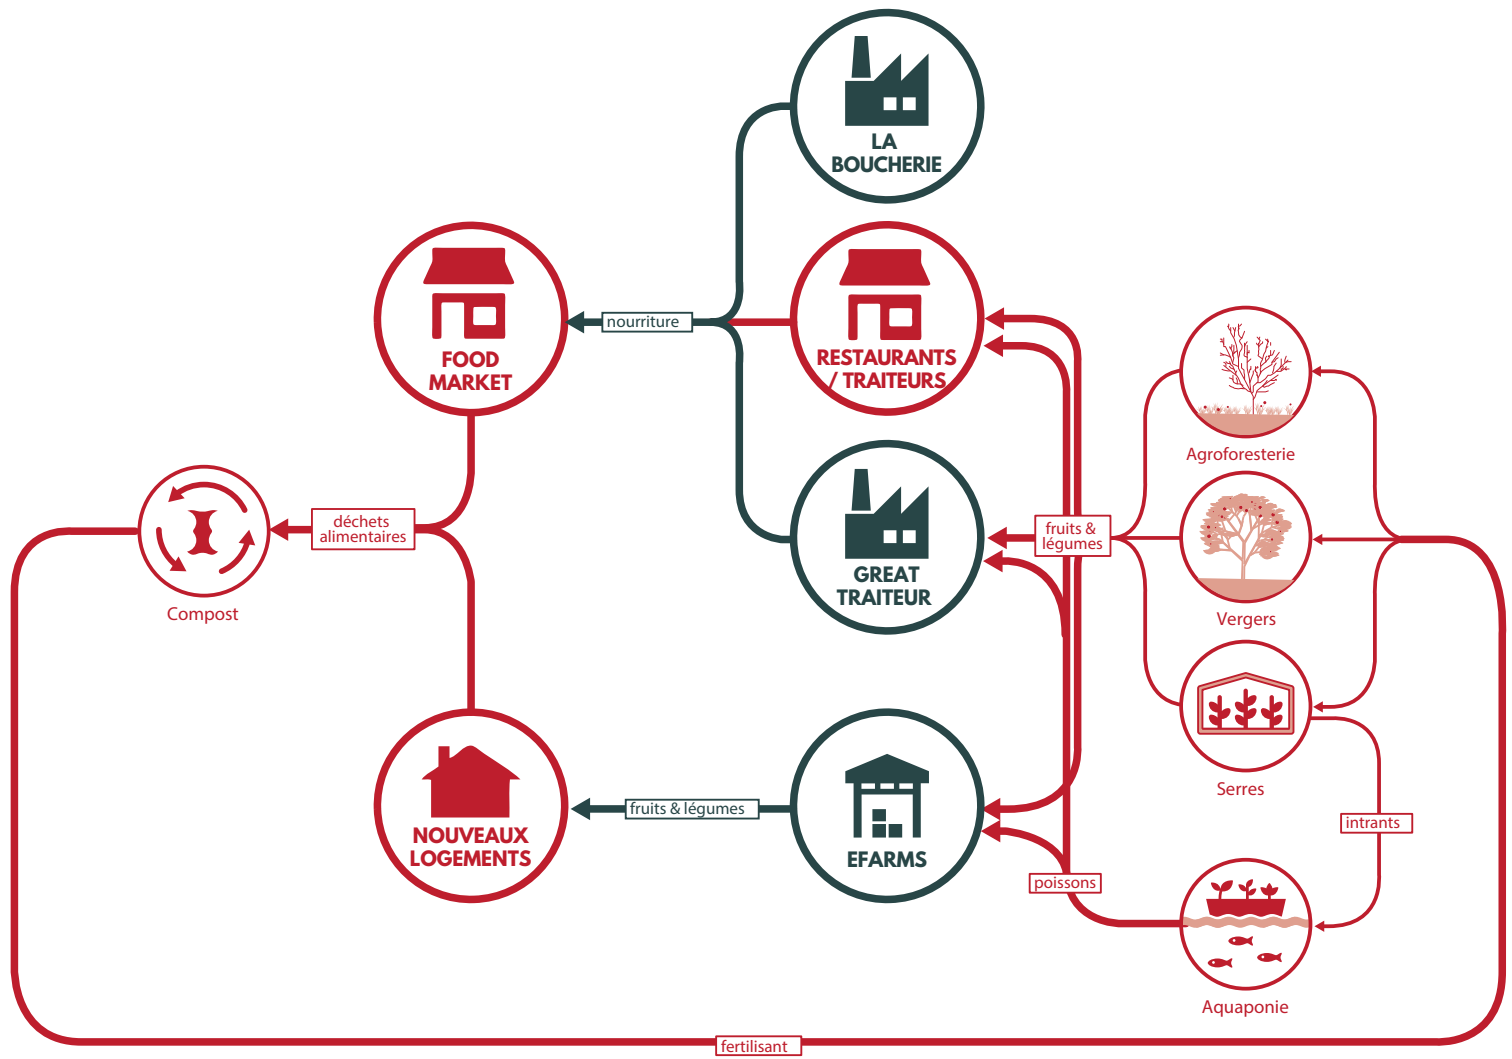 LA
BOUCHERIE
FOOD
MARKET
nourriture
RESTAURANTS
/ TRAITEURS
Agroforesterie
déchets
alimentaires
Compost
GREAT
TRAITEUR
fruits &
légumes
Vergers
Serres
NOUVEAUX
LOGEMENTS
fruits & légumes
EFARMS
intrants
poissons
Aquaponie
fertilisant